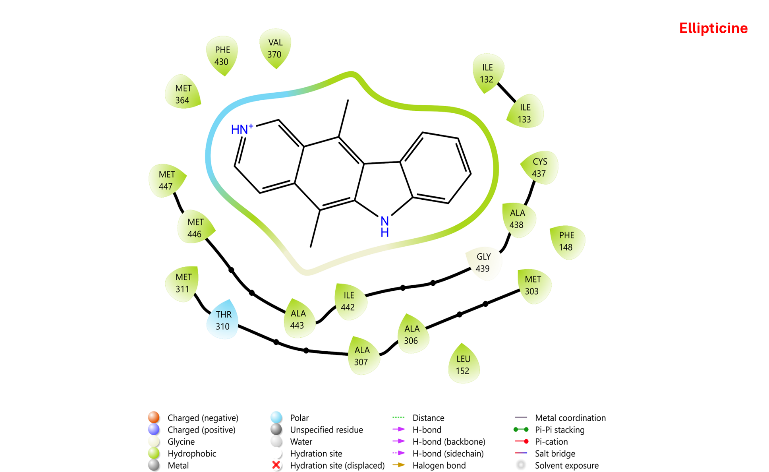 Ellipticine
VAL
370
PHE
430
MET
364
ILE
132
ILE
133
HN+
CYS
437
MET
447
ALA
438
MET
446
N
H
PHE
148
GLY
439
MET
311
MET
303
ILE
442
ALA
443
THR
310
ALA
306
ALA
307
LEU
152
Charged (negative)
Charged (positive)
Glycine
Hydrophobic
Metal
Polar
Unspecified residue
Water
Hydration site
Hydration site (displaced)
Distance
H-bond
H-bond (backbone)
H-bond (sidechain)
Halogen bond
Metal coordination
Pi-Pi stacking
Pi-cation
Salt bridge
Solvent exposure